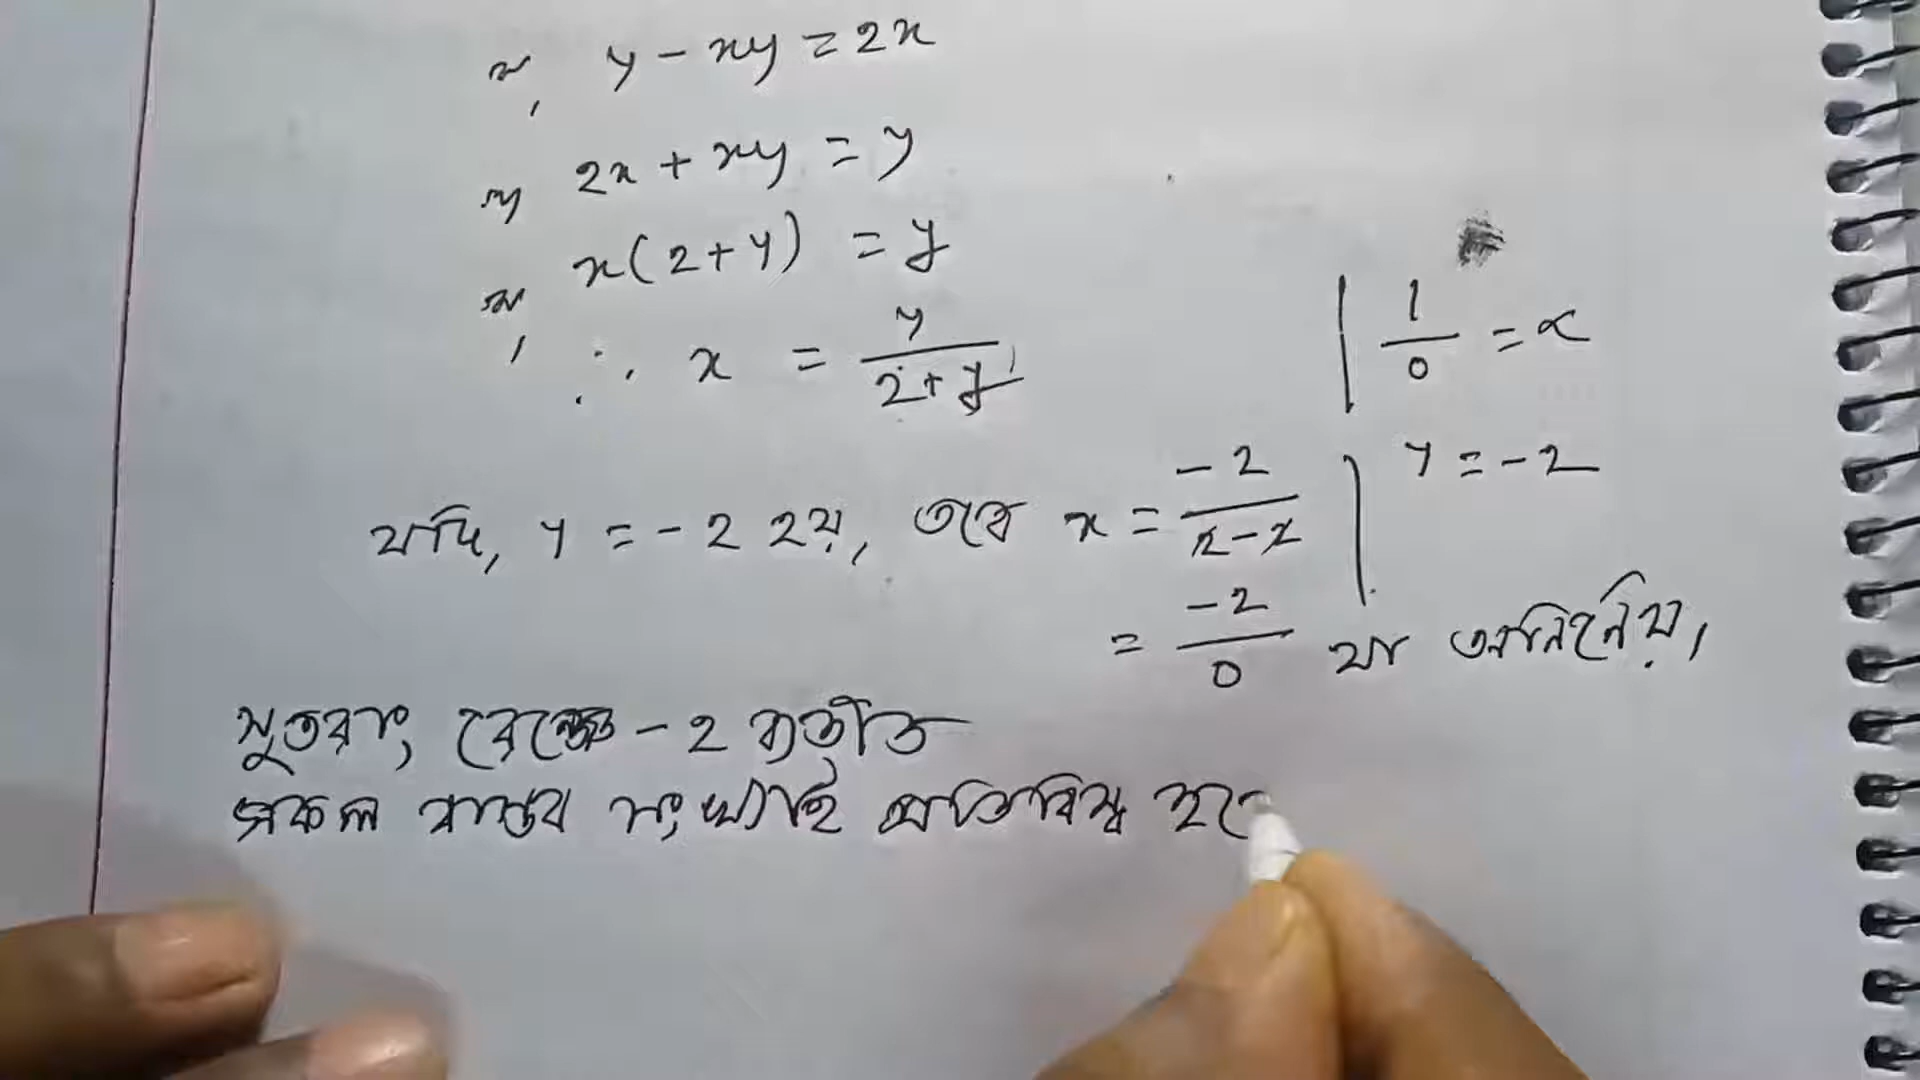 বা, y - xy = 2x
বা, 2x + xy = y
বা, x(2+y) = y
∴ x = y/(2+y)
1/0 = ∝
যদি, y = -2 হয়, তবে x = -2/(2-2)
y = -2
= -2/0 যা অনির্নেয়,
সুতরাং, রেঞ্জে -2 ব্যতীত
সকল বাস্তব সংখ্যাই প্রতিবিম্ব হবে